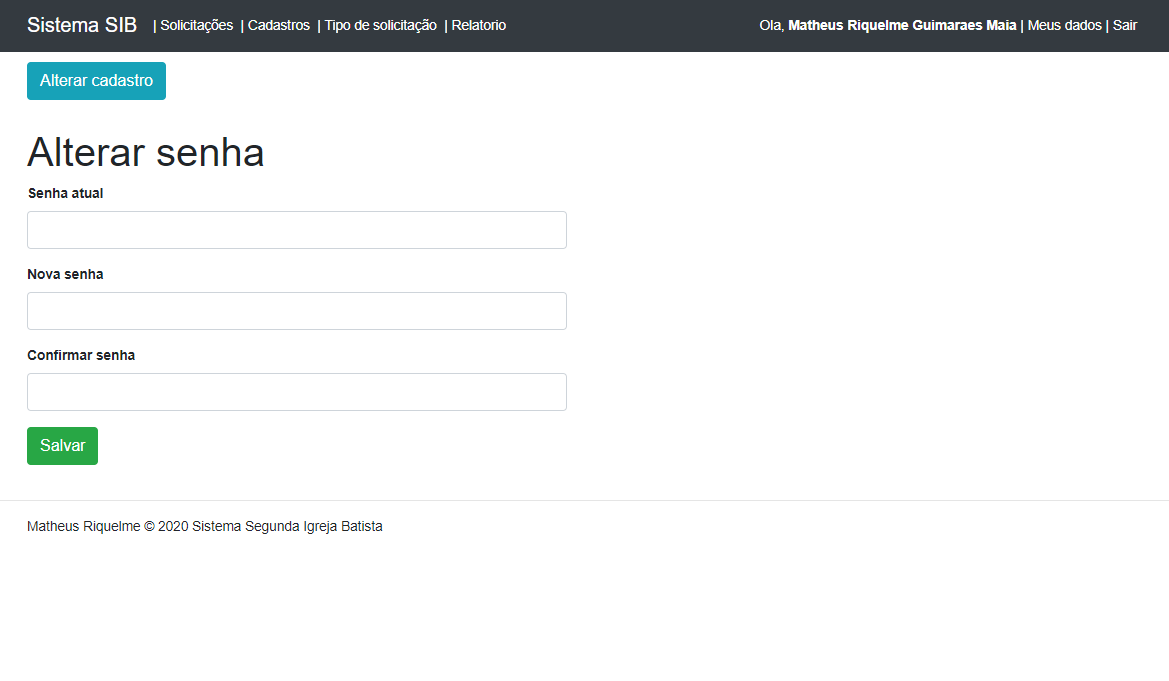 Sistema SIB | Solicitações | Cadastros | Tipo de solicitação | Relatorio Ola, Matheus Riquelme Guimaraes Maia | Meus dados | Sair
Alterar cadastro
Alterar senha
Senha atual
Nova senha
Confirmar senha
Salvar
Matheus Riquelme © 2020 Sistema Segunda Igreja Batista